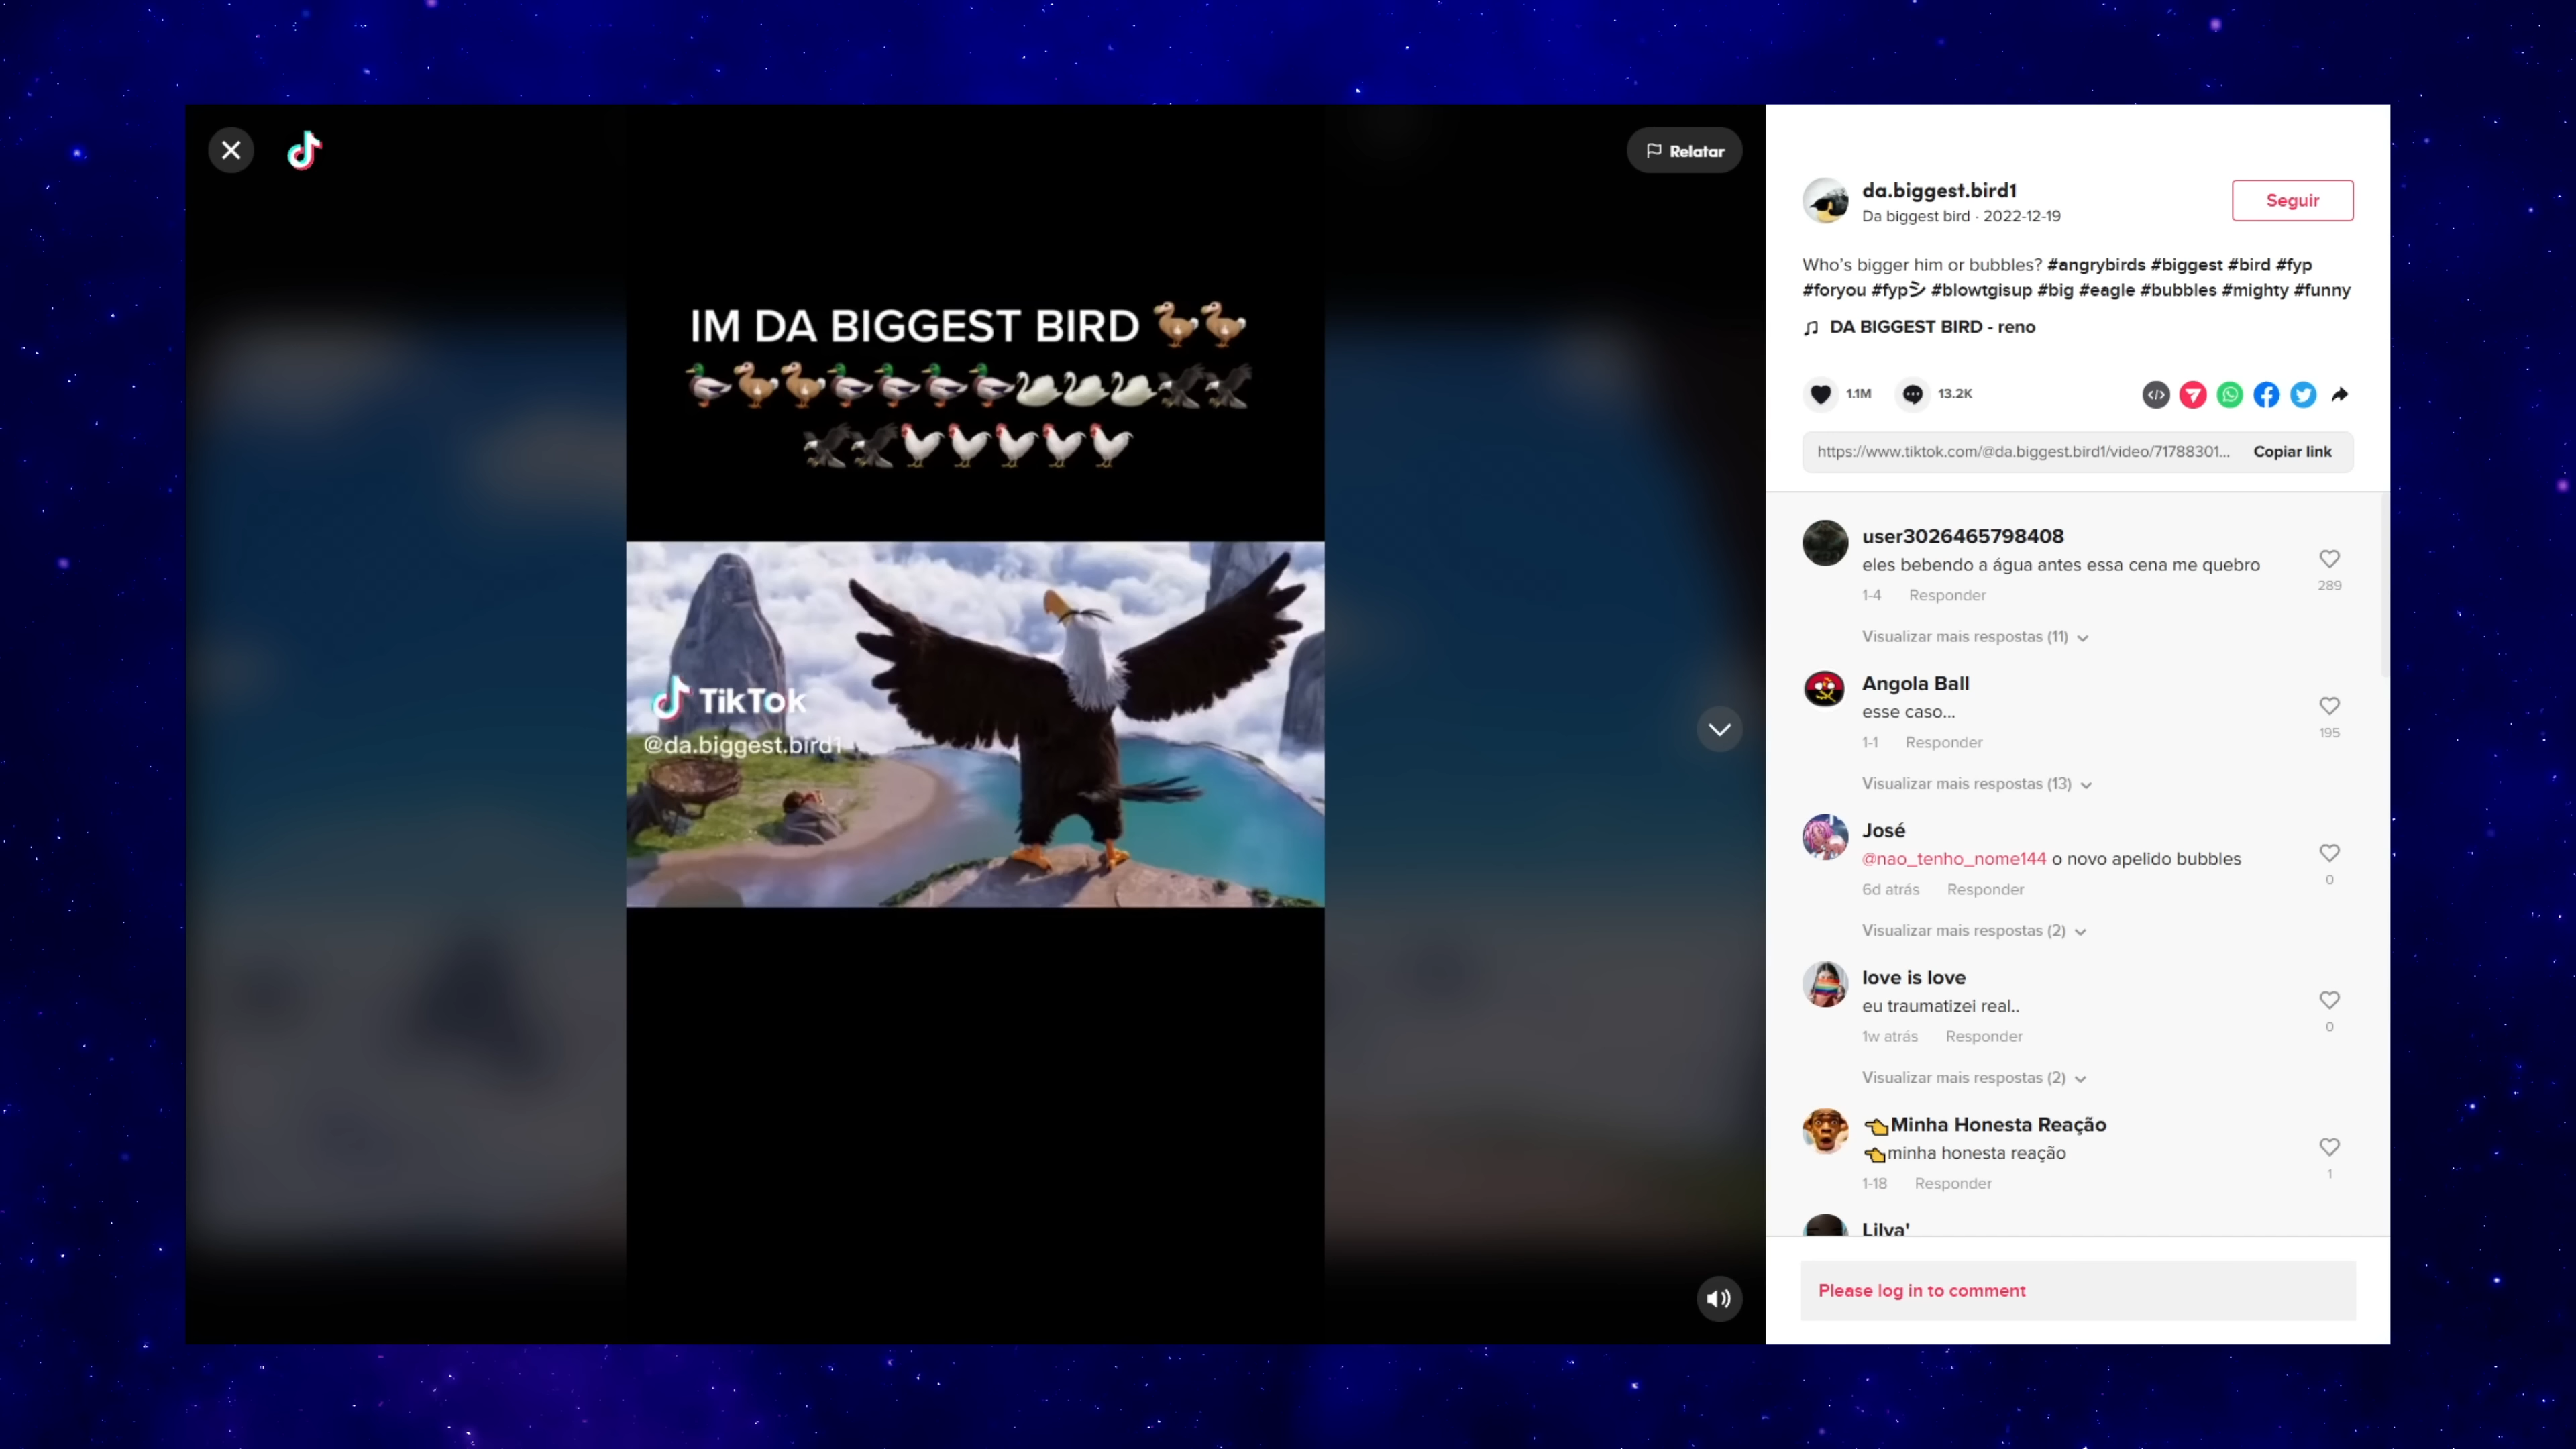 Relatar
IM DA BIGGEST BIRD 🦤🦤
🦆🦤🦤🦆🦆🦆🦆🦢🦢🦢🦅🦅
🦅🦅🐓🐓🐓🐓🐓
TikTok
@da.biggest.bird1
da.biggest.bird1
Da biggest bird · 2022-12-19
Seguir
Who's bigger him or bubbles? #angrybirds #biggest #bird #fyp
#foryou #fypシ #blowtgisup #big #eagle #bubbles #mighty #funny
DA BIGGEST BIRD - reno
1.1M 13.2K
https://www.tiktok.com/@da.biggest.bird1/video/71788301... Copiar link
user3026465798408
eles bebendo a água antes essa cena me quebro
289
1-4 Responder
Visualizar mais respostas (11)
Angola Ball
esse caso...
195
1-1 Responder
Visualizar mais respostas (13)
José
@nao_tenho_nome144 o novo apelido bubbles
0
6d atrás Responder
Visualizar mais respostas (2)
love is love
eu traumatizei real..
0
1w atrás Responder
Visualizar mais respostas (2)
👈Minha Honesta Reação
👈minha honesta reação
1
1-18 Responder
Lilva'
Please log in to comment